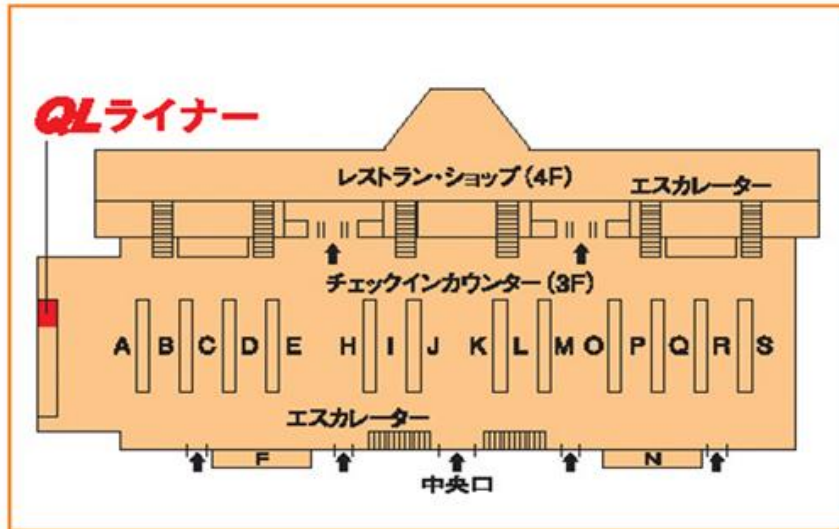 QLライナー
レストラン・ショップ(4F)
エスカレーター
チェックインカウンター(3F)
A B C D E H I J K L M O P Q R S
エスカレーター
F
N
中央口